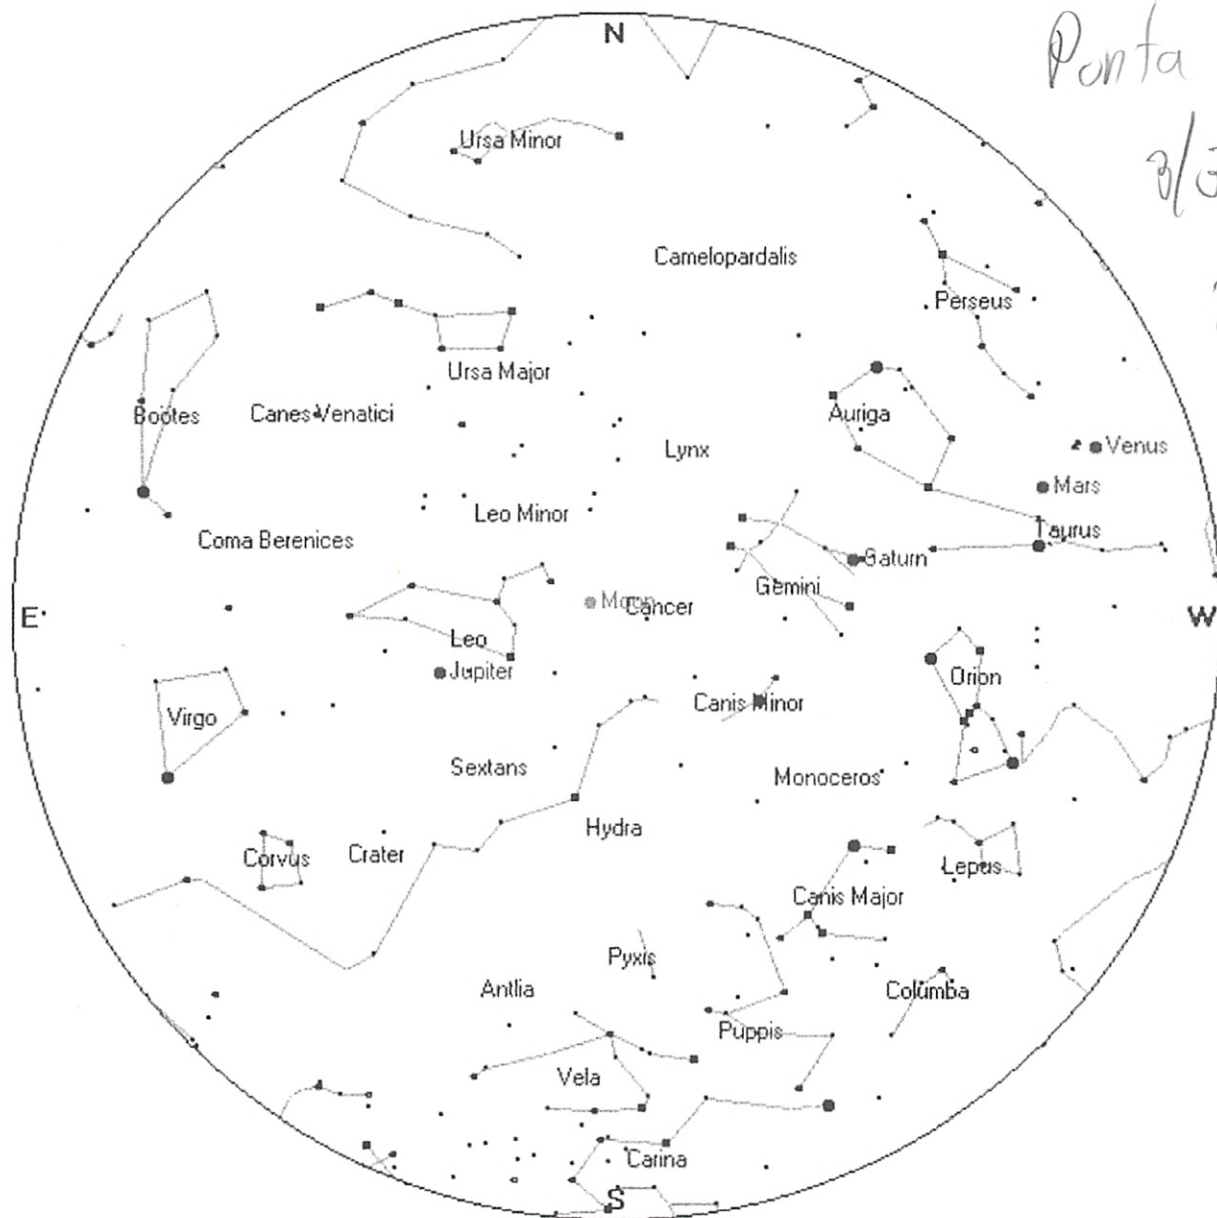 N
Ponta
Ursa Minor
Camelopardalis
Perseus
Ursa Major
Boötes
Canes Venatici
Auriga
Lynx
Venus
Mars
Leo Minor
Taurus
Coma Berenices
Saturn
Gemini
Moon
Cancer
E
W
Leo
Jupiter
Orion
Canis Minor
Virgo
Sextans
Monoceros
Hydra
Corvus
Crater
Lepus
Canis Major
Pyxis
Antlia
Columba
Puppis
Vela
Carina
S